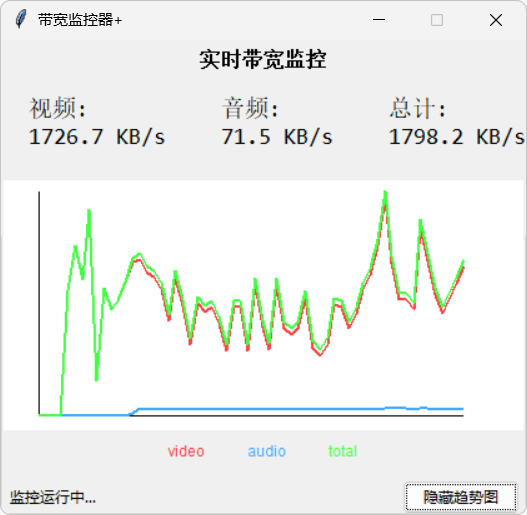 带宽监控器+
实时带宽监控
视频: 音频: 总计:
1726.7 KB/s 71.5 KB/s 1798.2 KB/s
video audio total
监控运行中... 隐藏趋势图